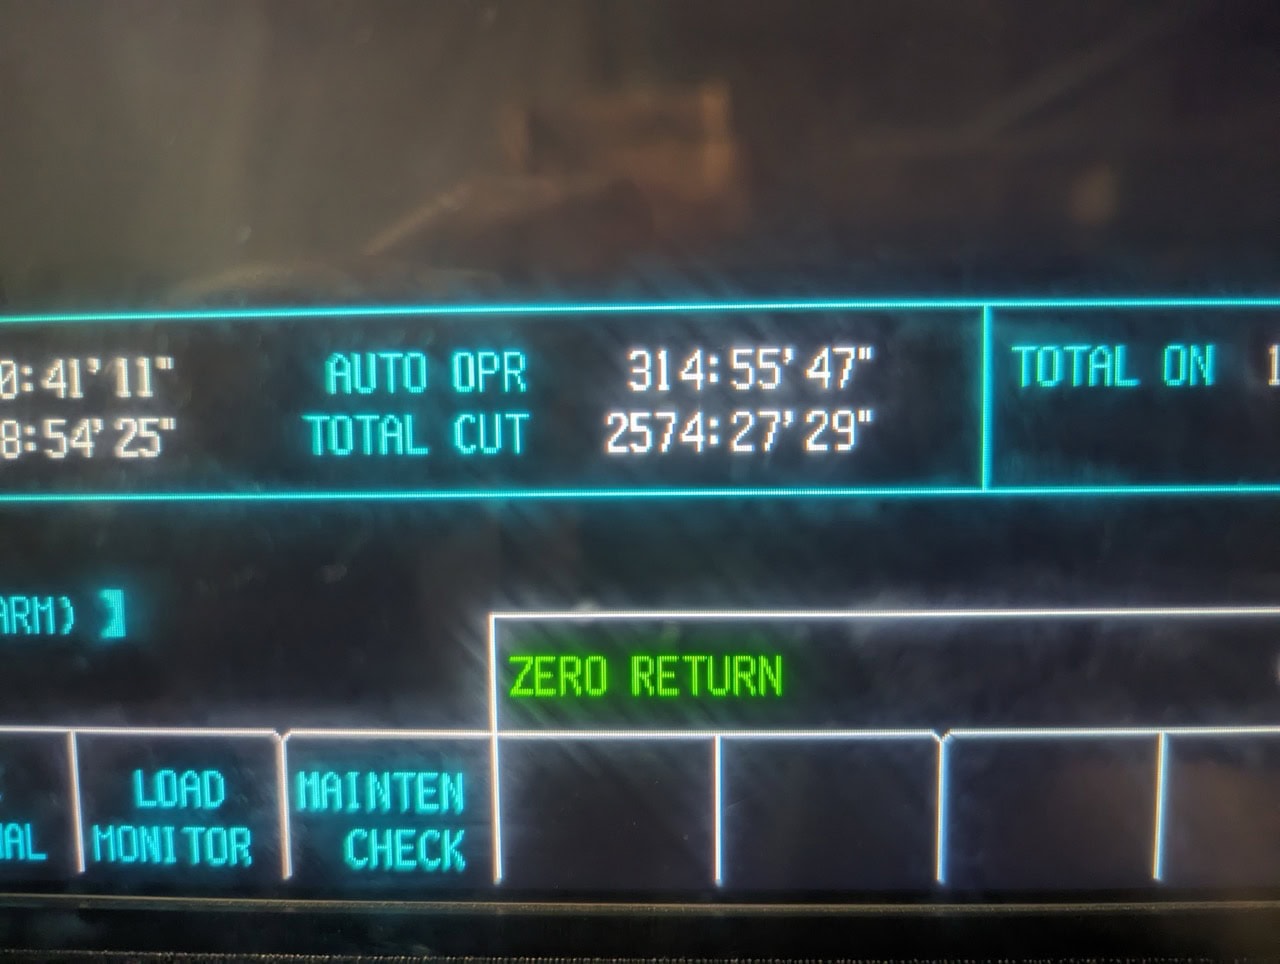 0:41'11" AUTO OPR 314:55'47" TOTAL ON
8:54'25" TOTAL CUT 2574:27'29"
ARM) 】
ZERO RETURN
LOAD MAINTEN
MONITOR CHECK